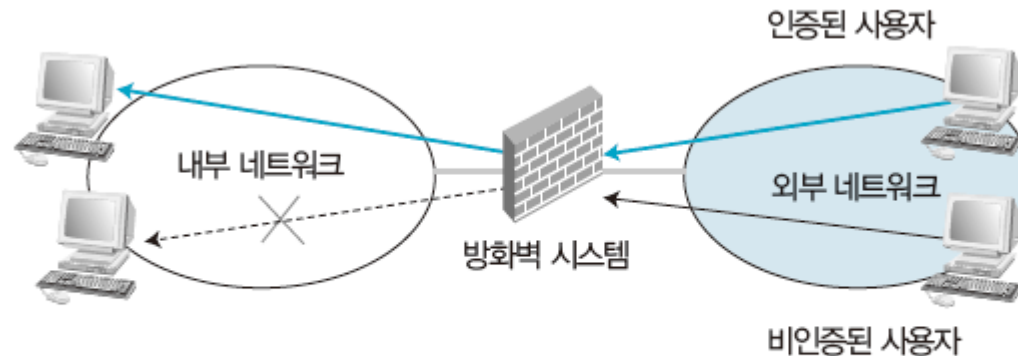 인증된 사용자
내부 네트워크
외부 네트워크
방화벽 시스템
비인증된 사용자